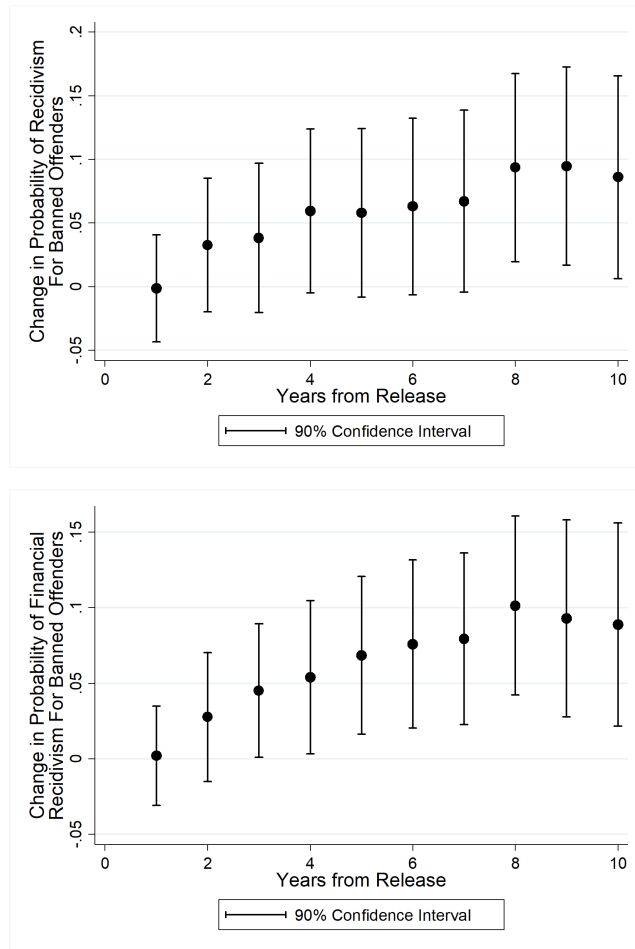 Change in Probability of Recidivism
For Banned Offenders
.2
.15
.1
.05
0
-.05
0 2 4 6 8 10
Years from Release
90% Confidence Interval
Change in Probability of Financial
Recidivism For Banned Offenders
.15
.1
.05
0
-.05
0 2 4 6 8 10
Years from Release
90% Confidence Interval